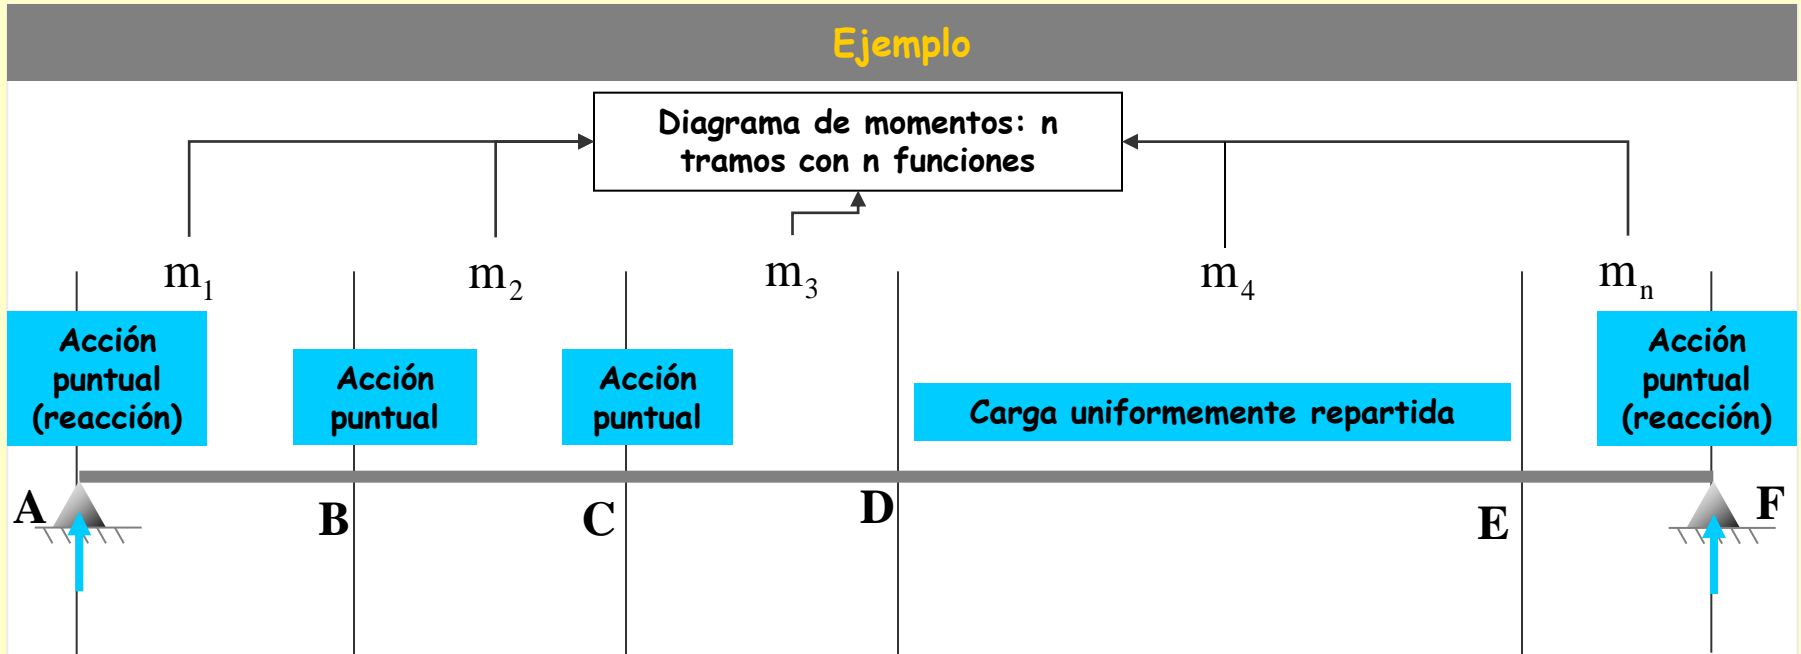 Ejemplo
Diagrama de momentos: n
tramos con n funciones
m1
m2
m3
m4
mn
Acción
puntual
(reacción)
Acción
puntual
Acción
puntual
Carga uniformemente repartida
Acción
puntual
(reacción)
A
B
C
D
E
F